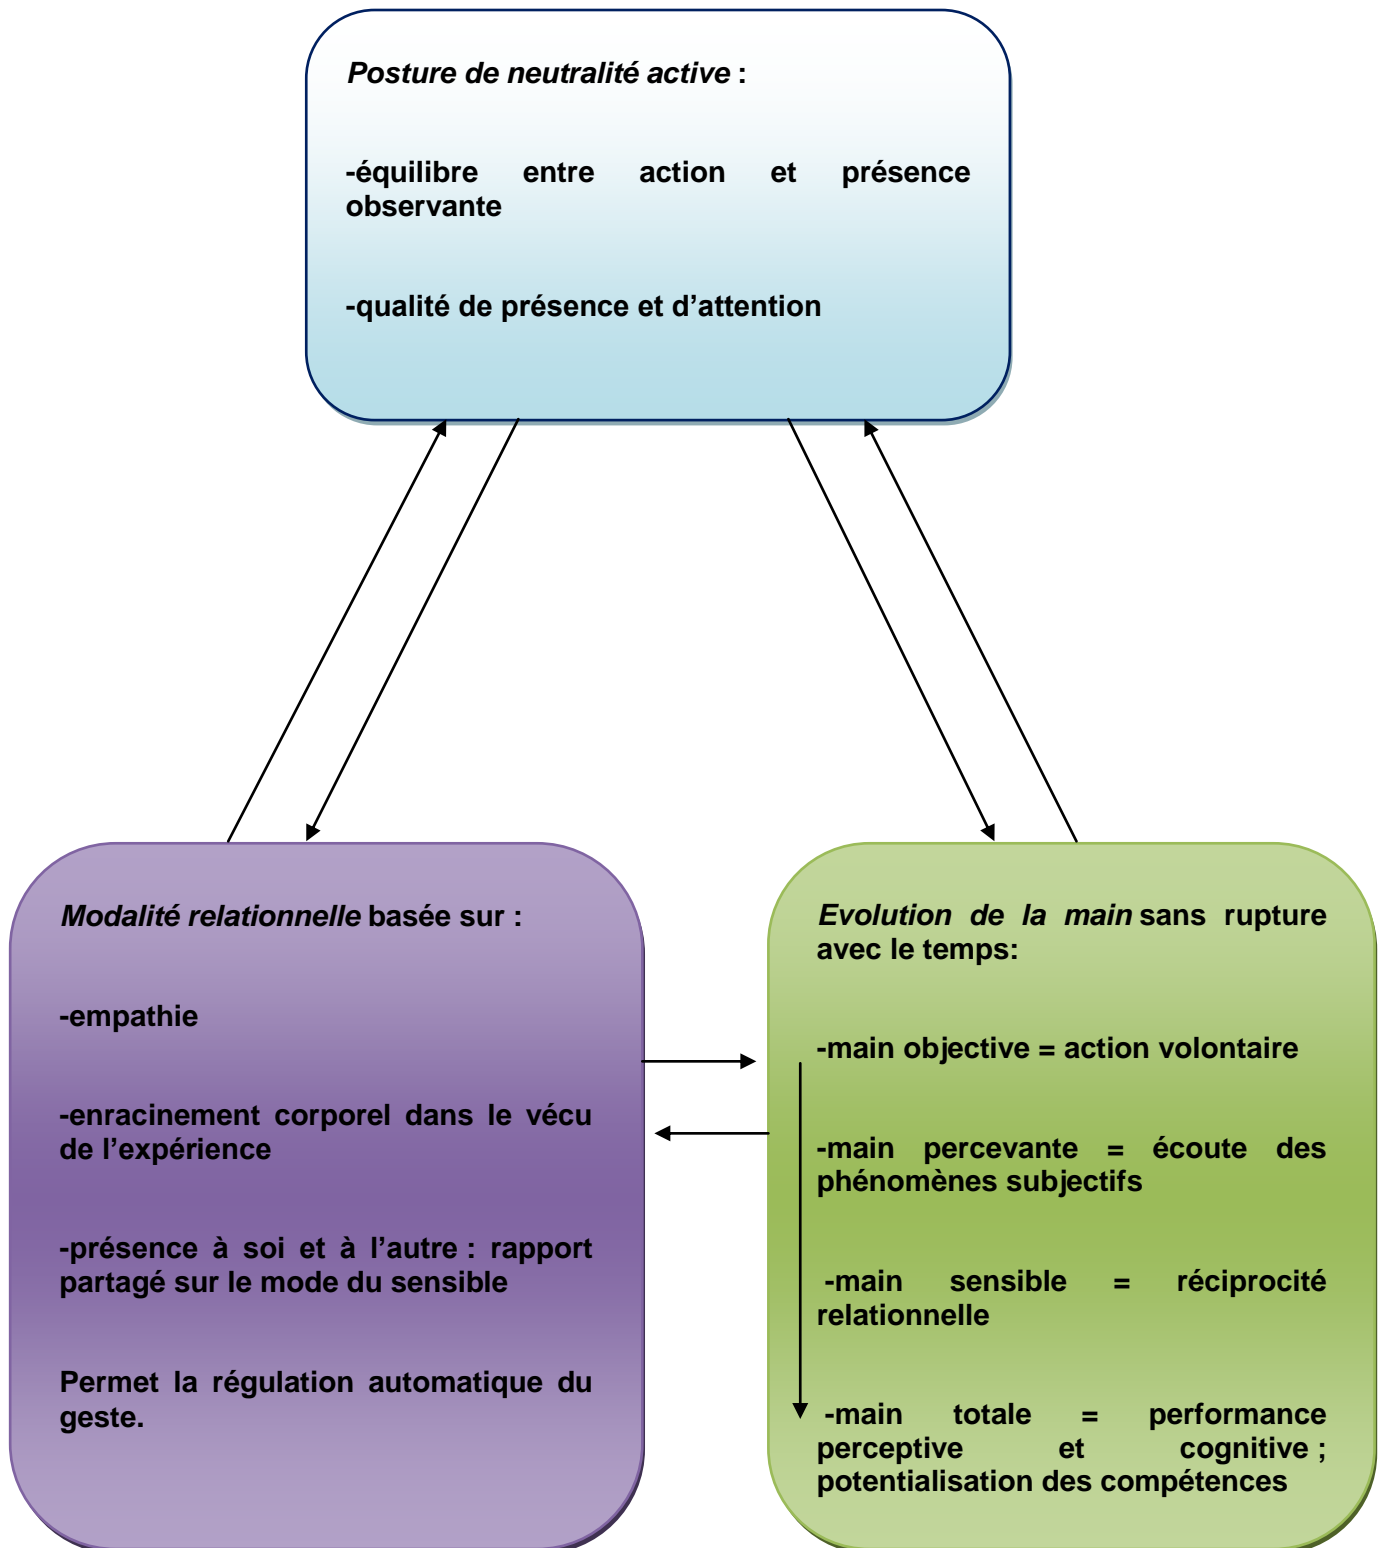 Posture de neutralité active :
-équilibre entre action et présence
observante
-qualité de présence et d’attention
Modalité relationnelle basée sur :
-empathie
-enracinement corporel dans le vécu
de l’expérience
-présence à soi et à l’autre : rapport
partagé sur le mode du sensible
Permet la régulation automatique du
geste.
Evolution de la main sans rupture
avec le temps:
-main objective = action volontaire
-main percevante = écoute des
phénomènes subjectifs
-main sensible = réciprocité
relationnelle
-main totale = performance
perceptive et cognitive ;
potentialisation des compétences